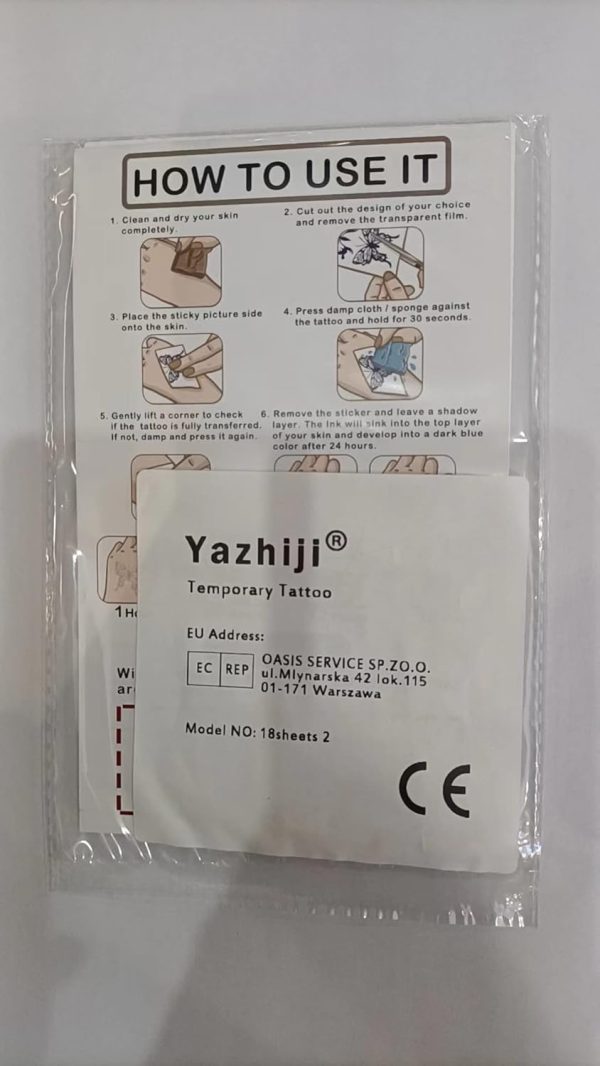 HOW TO USE IT
1. Clean and dry your skin
completely.
2. Cut out the design of your choice
and remove the transparent film.
3. Place the sticky picture side
onto the skin.
4. Press damp cloth / sponge against
the tattoo and hold for 30 seconds.
5. Gently lift a corner to check
if the tattoo is fully transferred.
If not, damp and press it again.
6. Remove the sticker and leave a shadow
layer. The Ink will sink into the top layer
of your skin and develop into a dark blue
color after 24 hours.
1 Ho
Wi
ar
Yazhiji®
Temporary Tattoo
EU Address:
EC REP
OASIS SERVICE SP.ZO.O.
ul.Mlynarska 42 lok.115
01-171 Warszawa
Model NO: 18sheets 2
CE